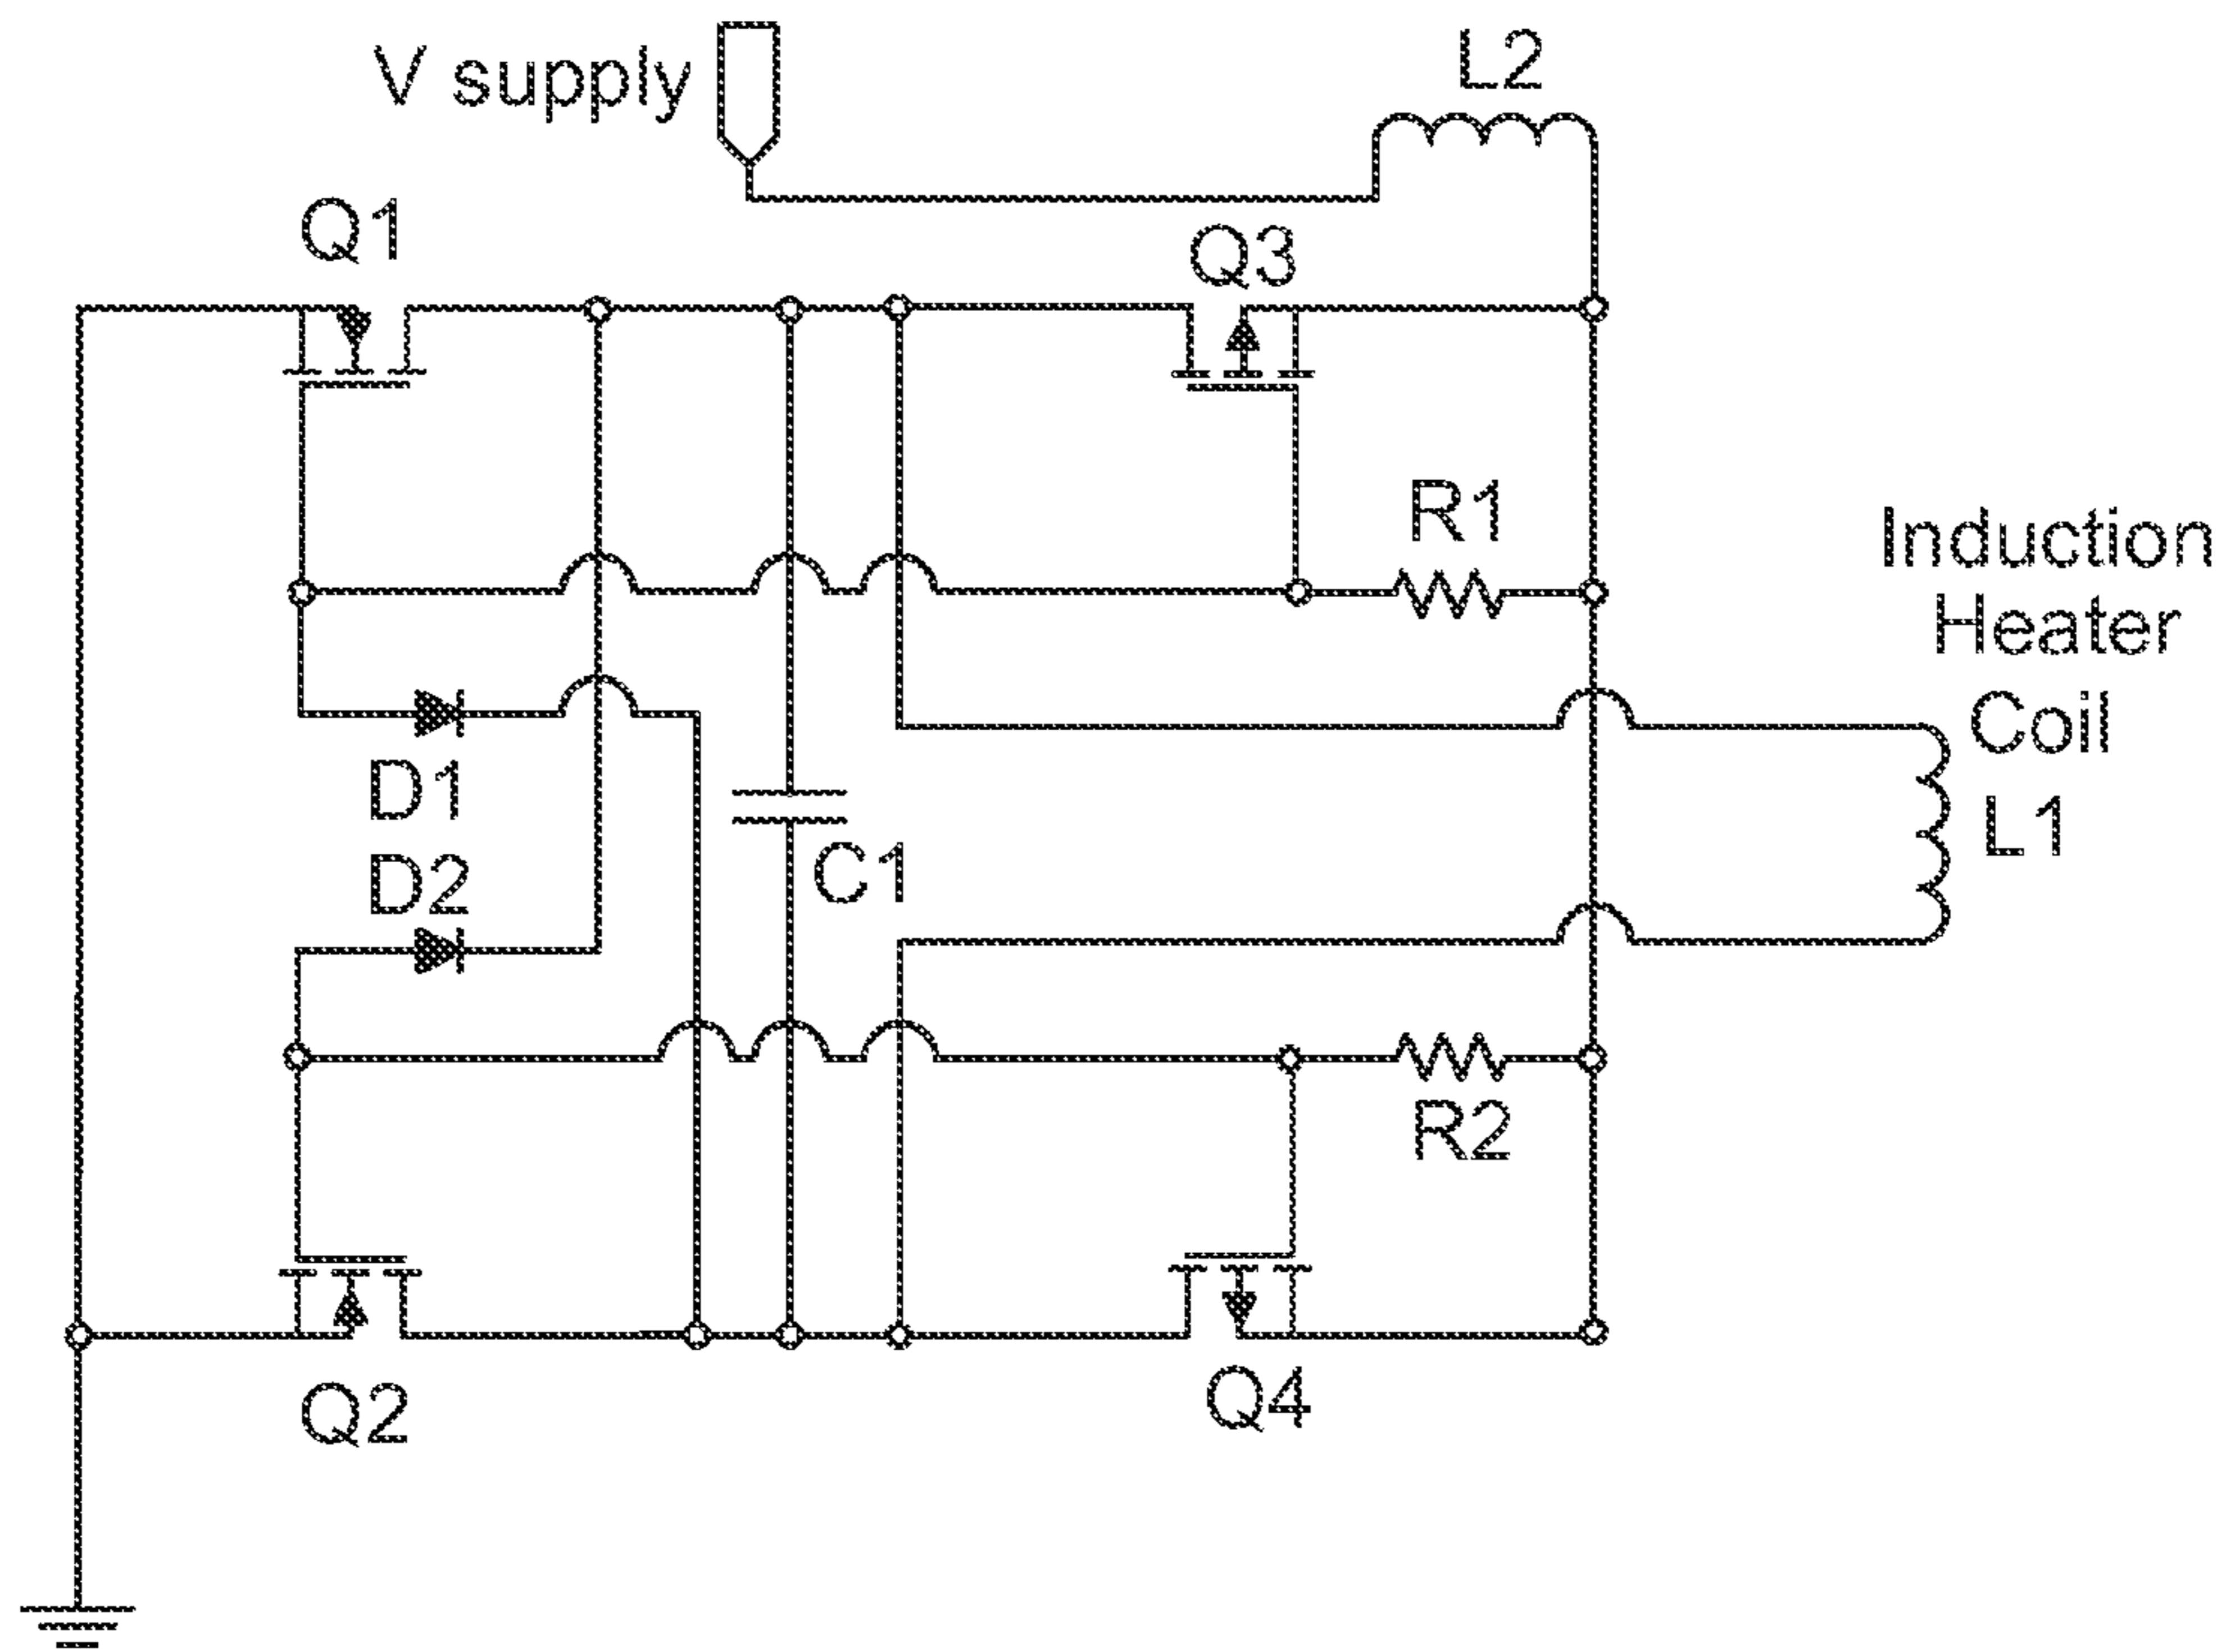 V supply
L2
Q1
Q3
R1
Induction
Heater
Coil
L1
D1
D2
C1
R2
Q2
Q4